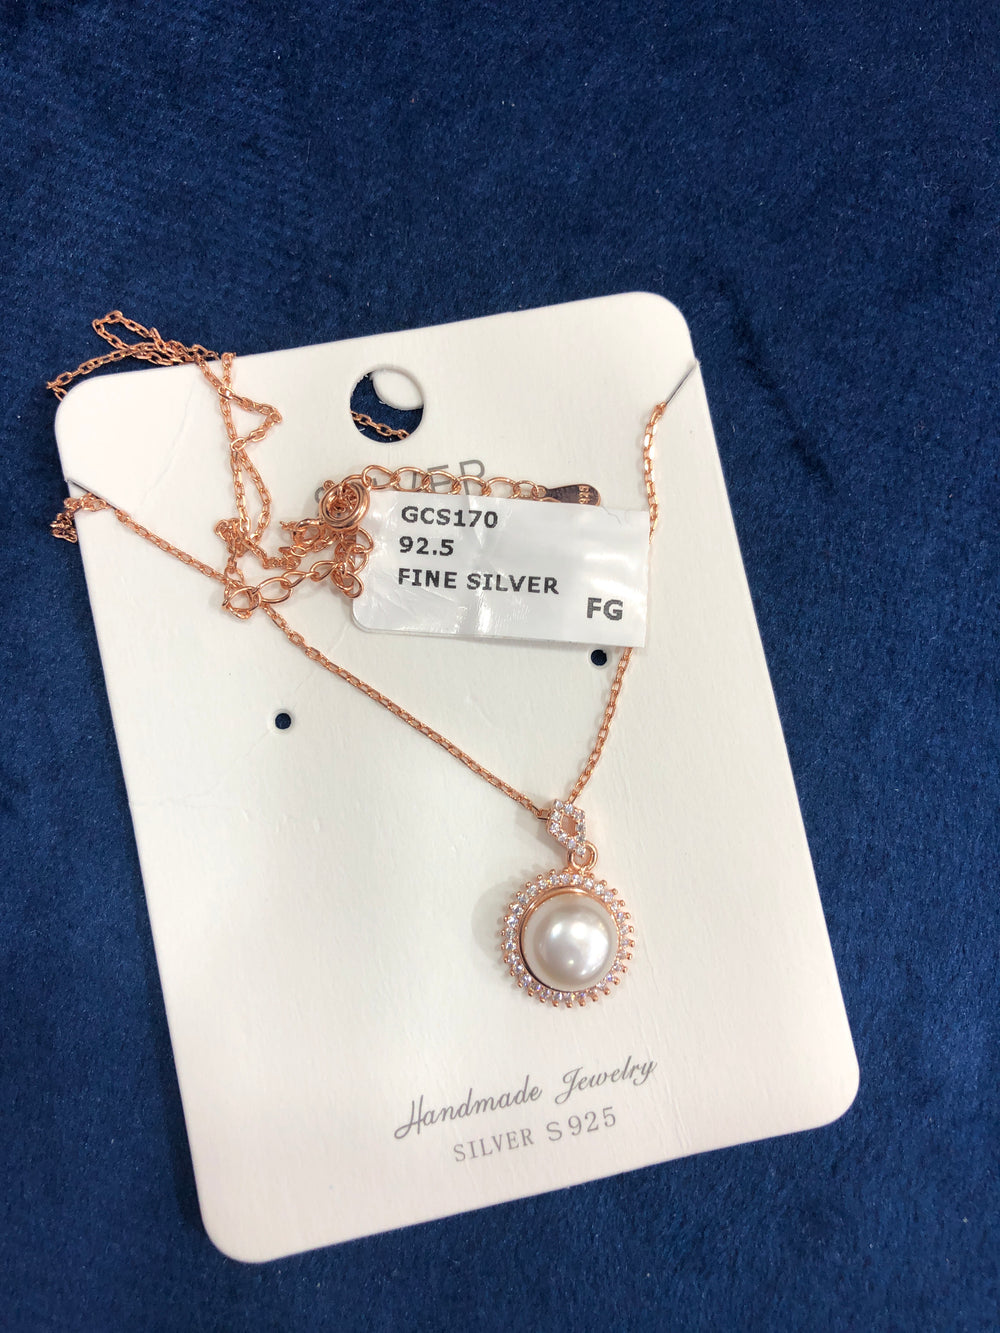 GCS170
92.5
FINE SILVER
FG
Handmade Jewelry
SILVER S925